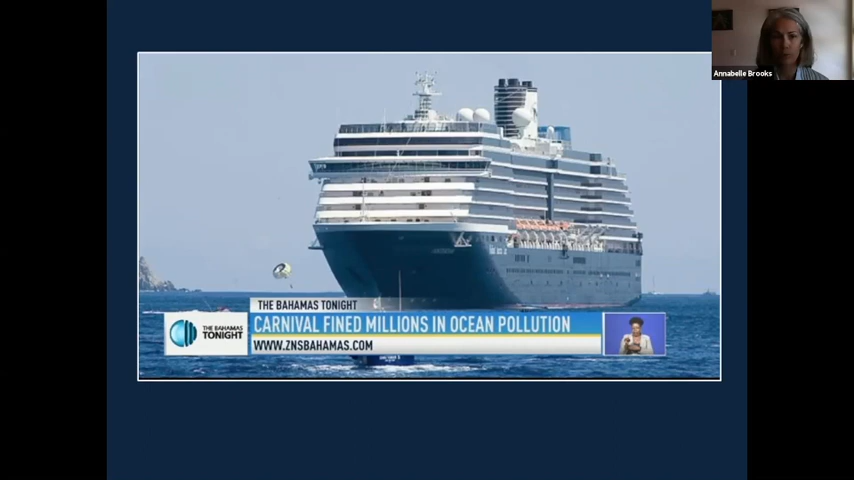 Annabelle Brooks
THE BAHAMAS TONIGHT
THE BAHAMAS
TONIGHT
CARNIVAL FINED MILLIONS IN OCEAN POLLUTION
WWW.ZNSBAHAMAS.COM